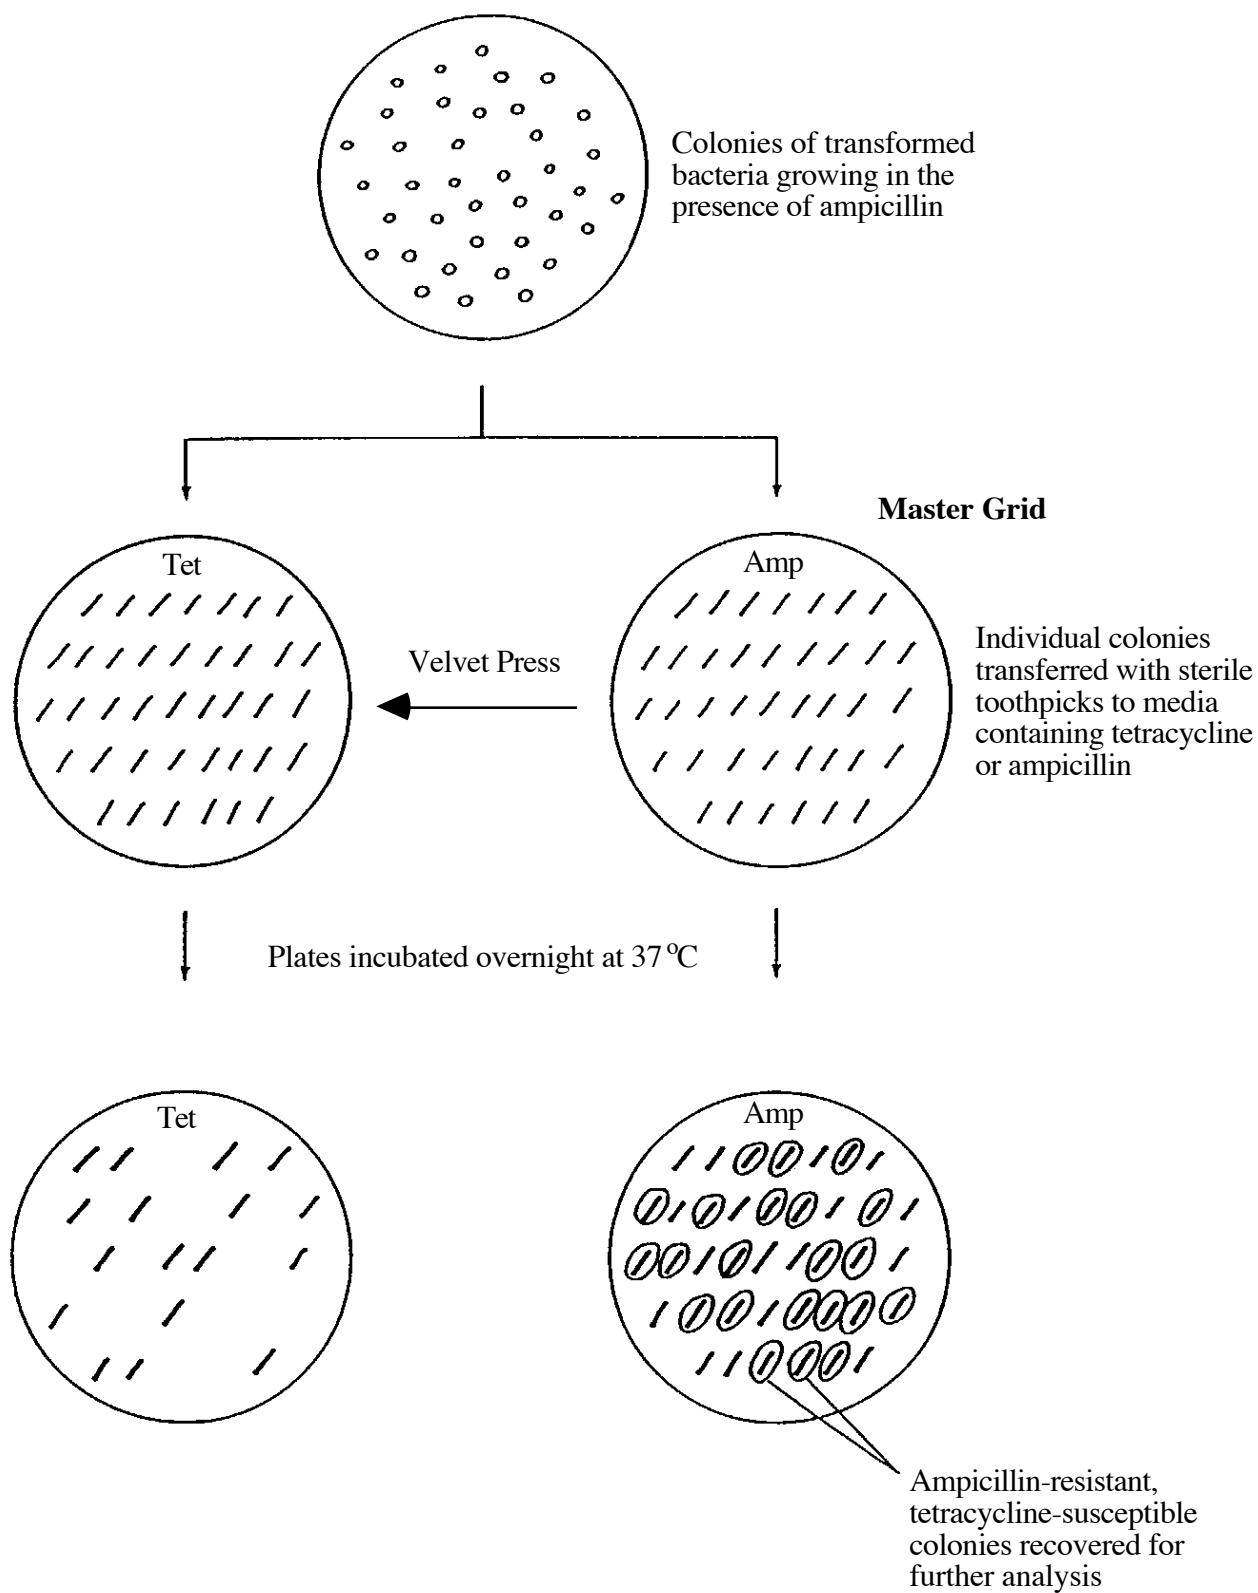 Colonies of transformed
bacteria growing in the
presence of ampicillin
Master Grid
Tet
Amp
Velvet Press
Individual colonies
transferred with sterile
toothpicks to media
containing tetracycline
or ampicillin
Plates incubated overnight at 37 °C
Tet
Amp
Ampicillin-resistant,
tetracycline-susceptible
colonies recovered for
further analysis